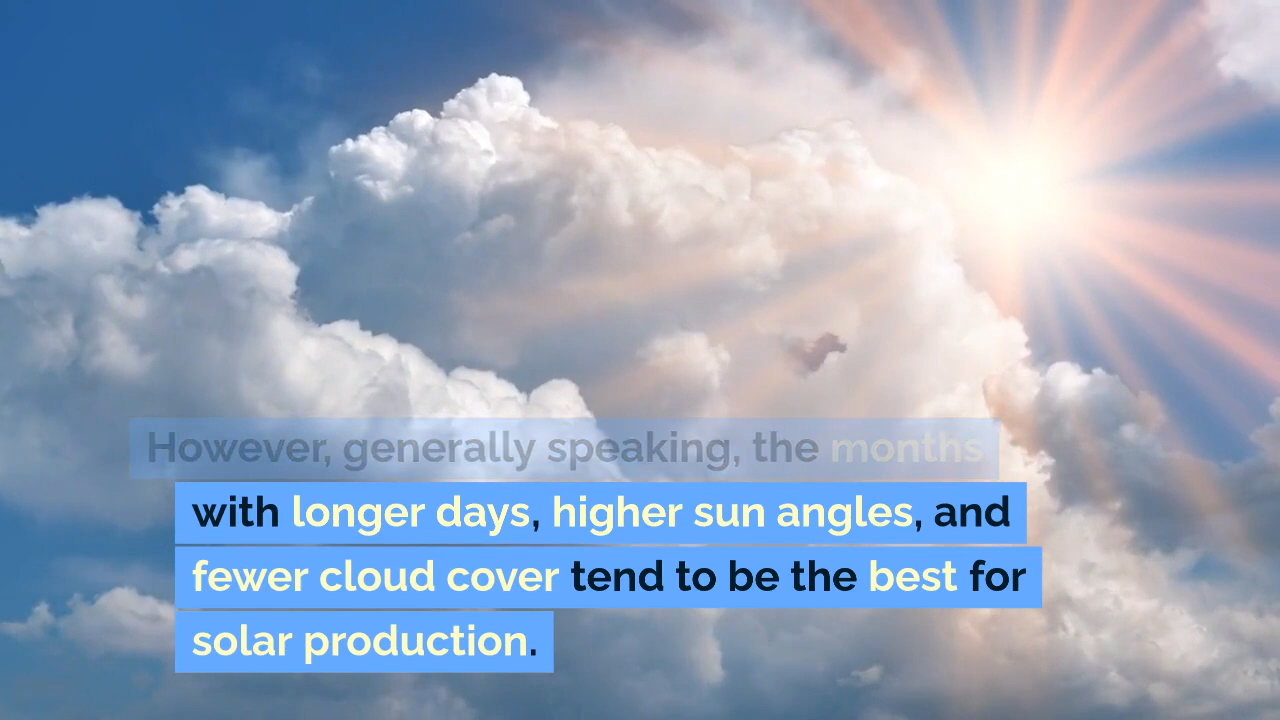 However, generally speaking, the months
with longer days, higher sun angles, and
fewer cloud cover tend to be the best for
solar production.